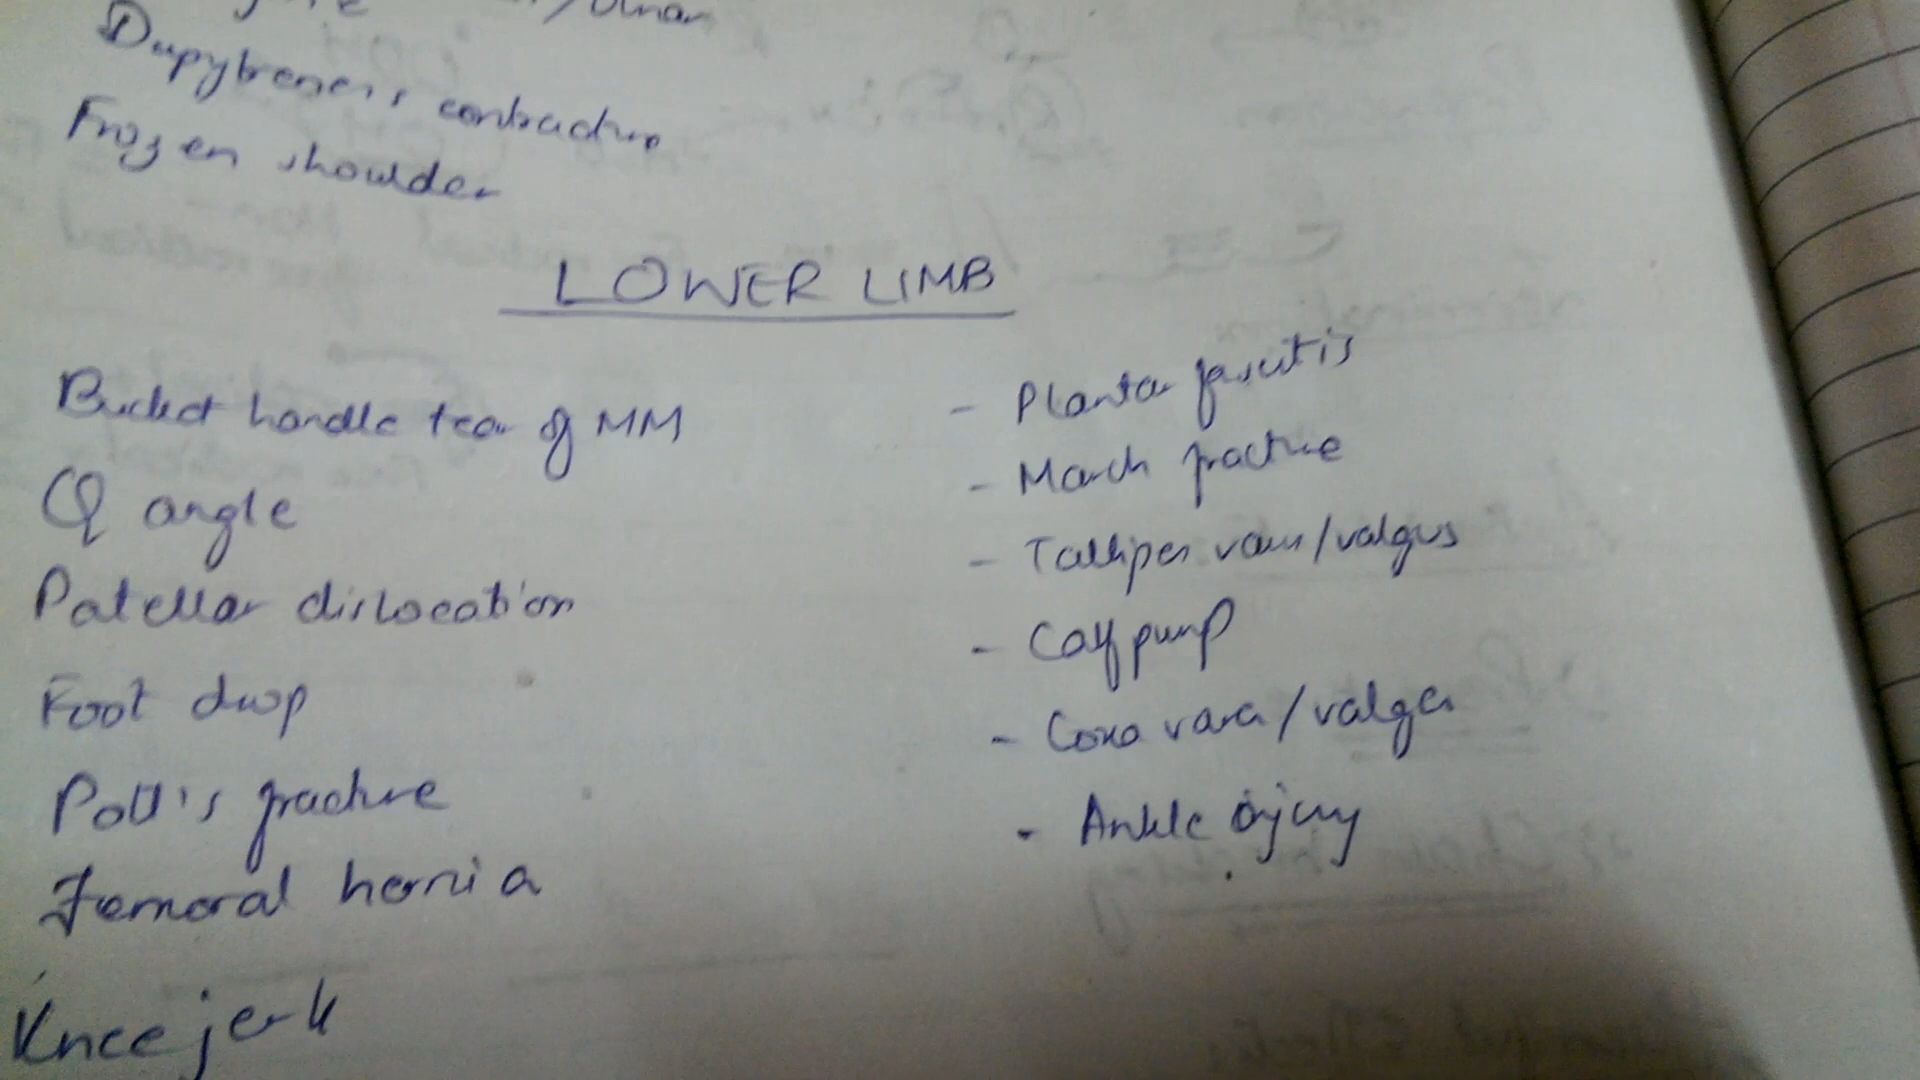 Dupytren's contracture
Frozen shoulder
LOWER LIMB
Bucket handle tear of MM
Q angle
Patellar dislocation
Foot drop
Pott's fracture
Femoral hernia
Knee jerk
- Plantar fascitis
- March fracture
- Tallipes varus/valgus
- Calf pump
- Coxa vara/valga
- Ankle injury